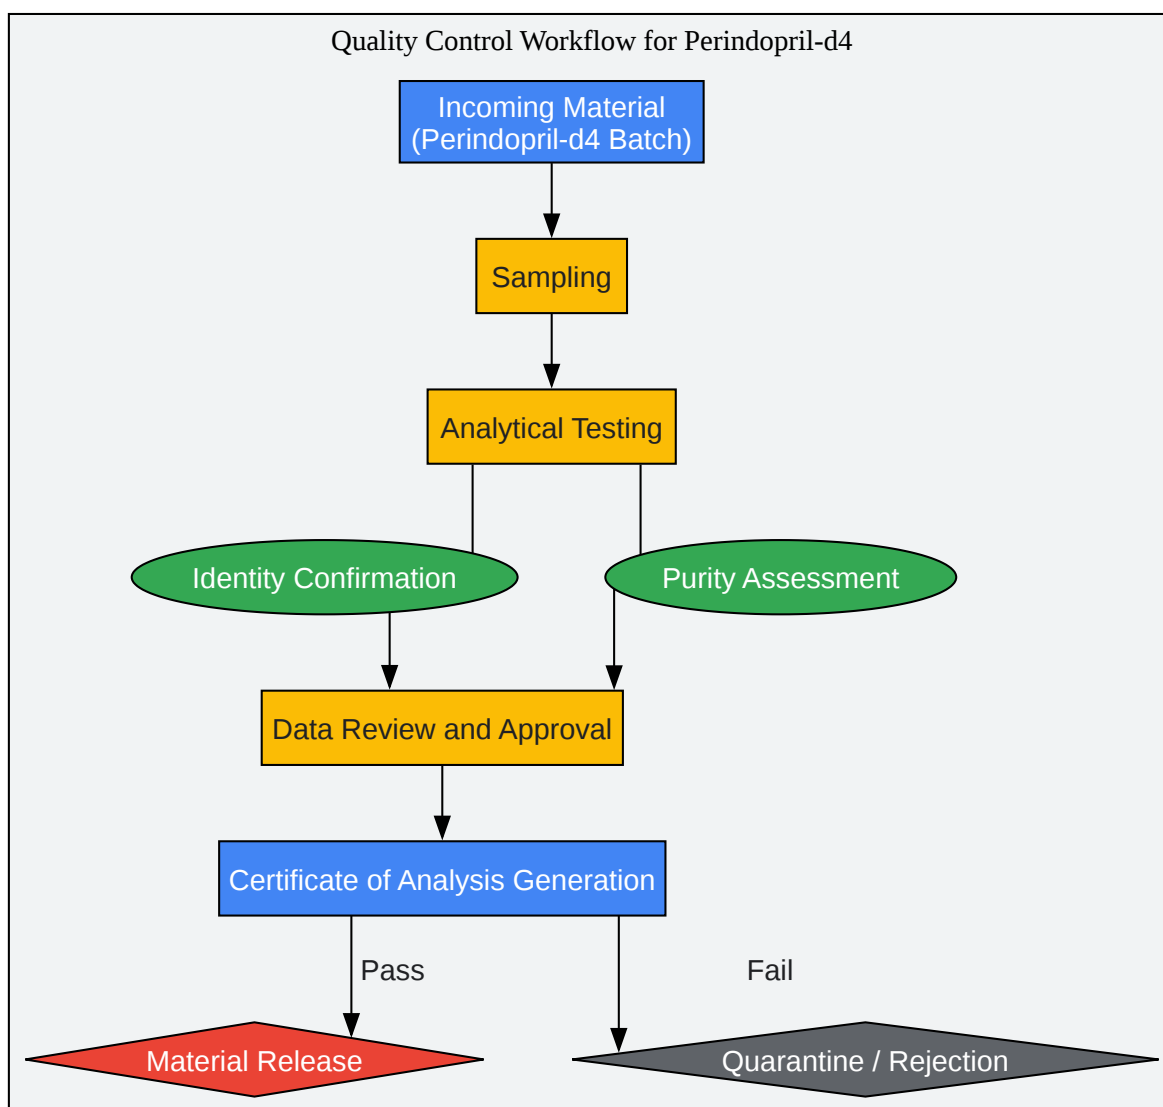 Quality Control Workflow for Perindopril-d4
Incoming Material
(Perindopril-d4 Batch)
Sampling
Analytical Testing
Identity Confirmation
Purity Assessment
Data Review and Approval
Certificate of Analysis Generation
Pass
Fail
Material Release
Quarantine / Rejection